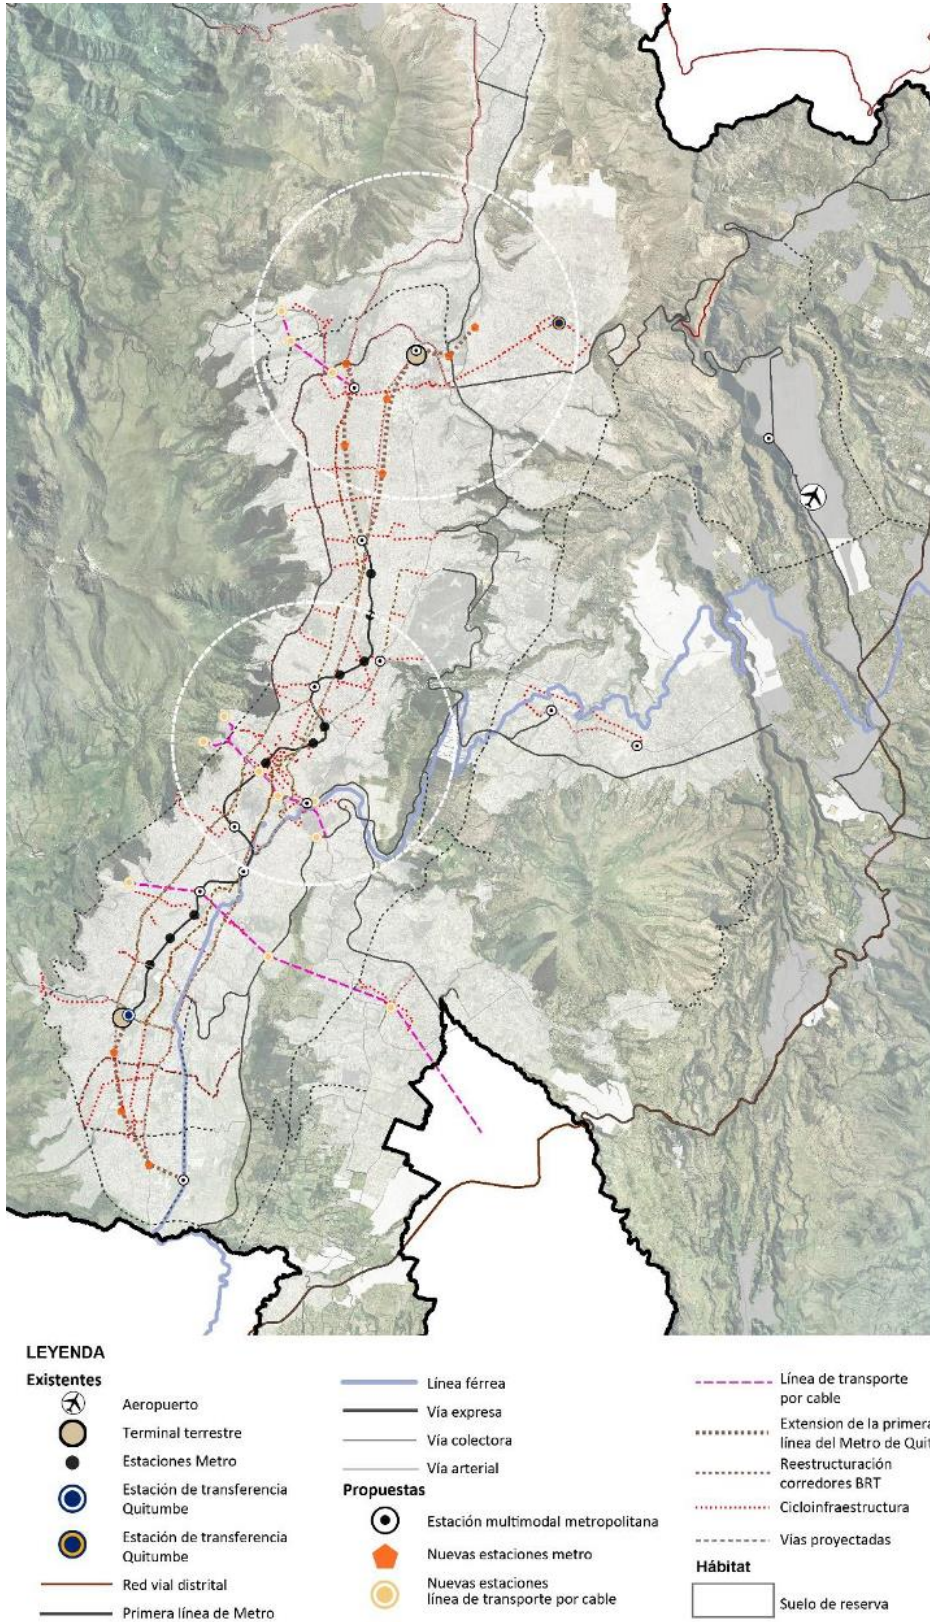 LEYENDA
Existentes
Aeropuerto
Terminal terrestre
Estaciones Metro
Estación de transferencia
Quitumbe
Estación de transferencia
Quitumbe
Red vial distrital
Primera línea de Metro
Línea férrea
Vía expresa
Vía colectora
Vía arterial
Propuestas
Estación multimodal metropolitana
Nuevas estaciones metro
Nuevas estaciones
línea de transporte por cable
Línea de transporte
por cable
Extension de la primera
línea del Metro de Quit
Reestructuración
corredores BRT
Cicloinfraestructura
Vías proyectadas
Hábitat
Suelo de reserva